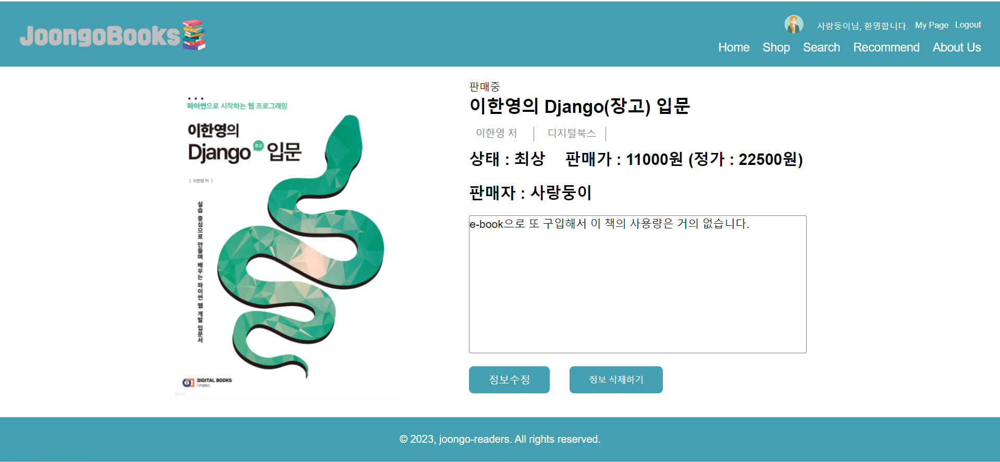 JoongoBooks
사랑둥이님, 환영합니다. My Page Logout
Home Shop Search Recommend About Us
파이썬으로 시작하는 웹 프로그래밍
이한영의
Django 장고 입문
| 이한영 저 |
실습 중심으로 만들며 배우는 파이썬 웹 개발 입문서
DIGITAL BOOKS
디지털북스
판매중
이한영의 Django(장고) 입문
이한영 저 | 디지털북스 |
상태 : 최상 판매가 : 11000원 (정가 : 22500원)
판매자 : 사랑둥이
e-book으로 또 구입해서 이 책의 사용량은 거의 없습니다.
정보수정 정보 삭제하기
© 2023, joongo-readers. All rights reserved.